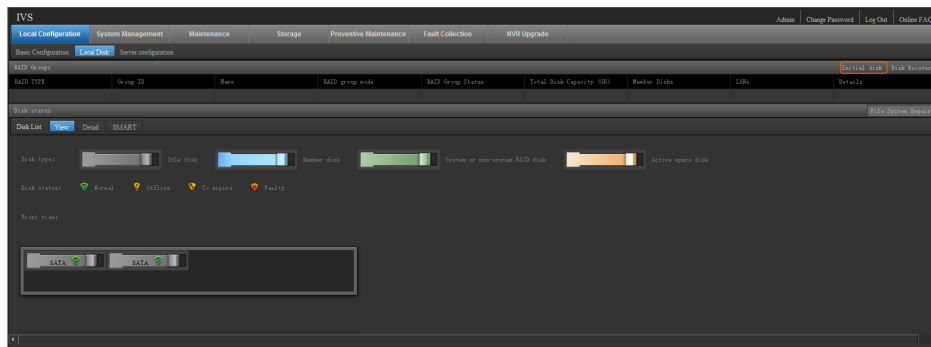 IVS
Admin Change Password Log Out Online FAQ
Local Configuration System Management Maintenance Storage Preventive Maintenance Fault Collection NVR Upgrade
Basic Configuration Local Disk Server configuration
RAID Groups Initial disk Disk Recover
RAID TYPE Group ID Name RAID group mode RAID Group Status Total Disk Capacity (GB) Member Disks LUNs Details
Disk status File System Repair
Disk List View Detail SMART
Disk type: Idle disk Member disk System or non-system RAID disk Active spare disk
Disk status: Normal Offline To expire Faulty
Front view:
SATA SATA